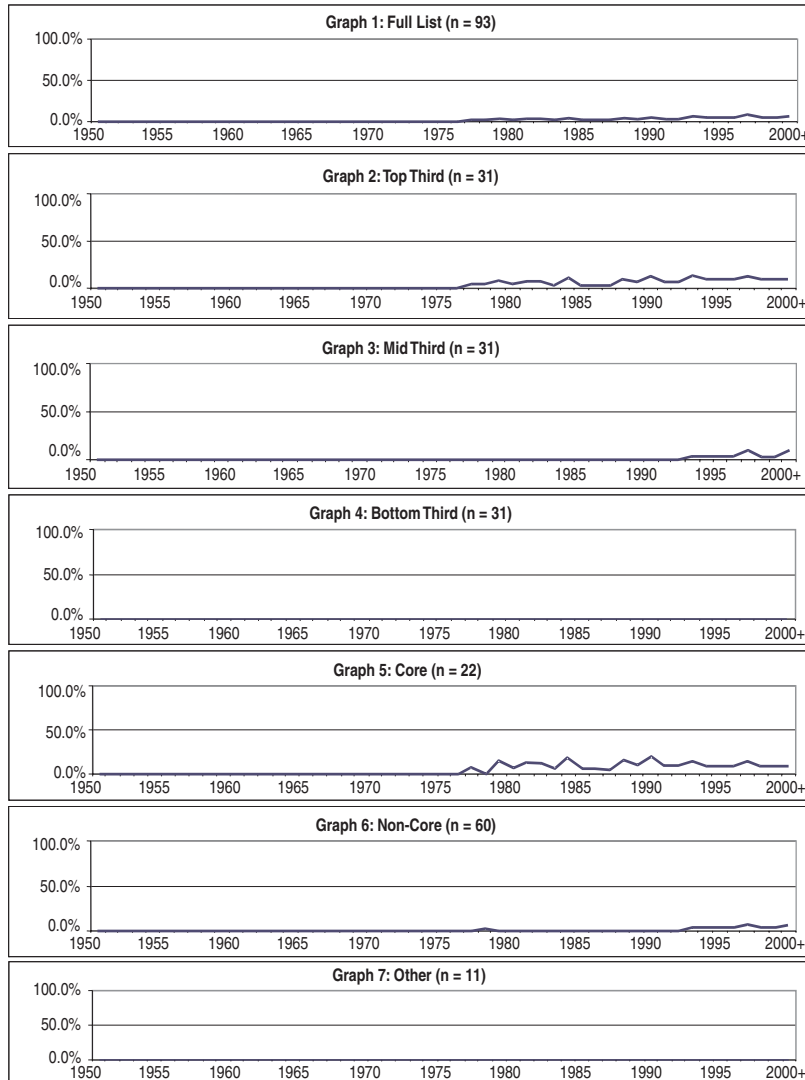 Graph 1: Full List (n = 93)
100.0%
50.0%
0.0%
1950 1955 1960 1965 1970 1975 1980 1985 1990 1995 2000+
Graph 2: Top Third (n = 31)
100.0%
50.0%
0.0%
1950 1955 1960 1965 1970 1975 1980 1985 1990 1995 2000+
Graph 3: Mid Third (n = 31)
100.0%
50.0%
0.0%
1950 1955 1960 1965 1970 1975 1980 1985 1990 1995 2000+
Graph 4: Bottom Third (n = 31)
100.0%
50.0%
0.0%
1950 1955 1960 1965 1970 1975 1980 1985 1990 1995 2000+
Graph 5: Core (n = 22)
100.0%
50.0%
0.0%
1950 1955 1960 1965 1970 1975 1980 1985 1990 1995 2000+
Graph 6: Non-Core (n = 60)
100.0%
50.0%
0.0%
1950 1955 1960 1965 1970 1975 1980 1985 1990 1995 2000+
Graph 7: Other (n = 11)
100.0%
50.0%
0.0%
1950 1955 1960 1965 1970 1975 1980 1985 1990 1995 2000+